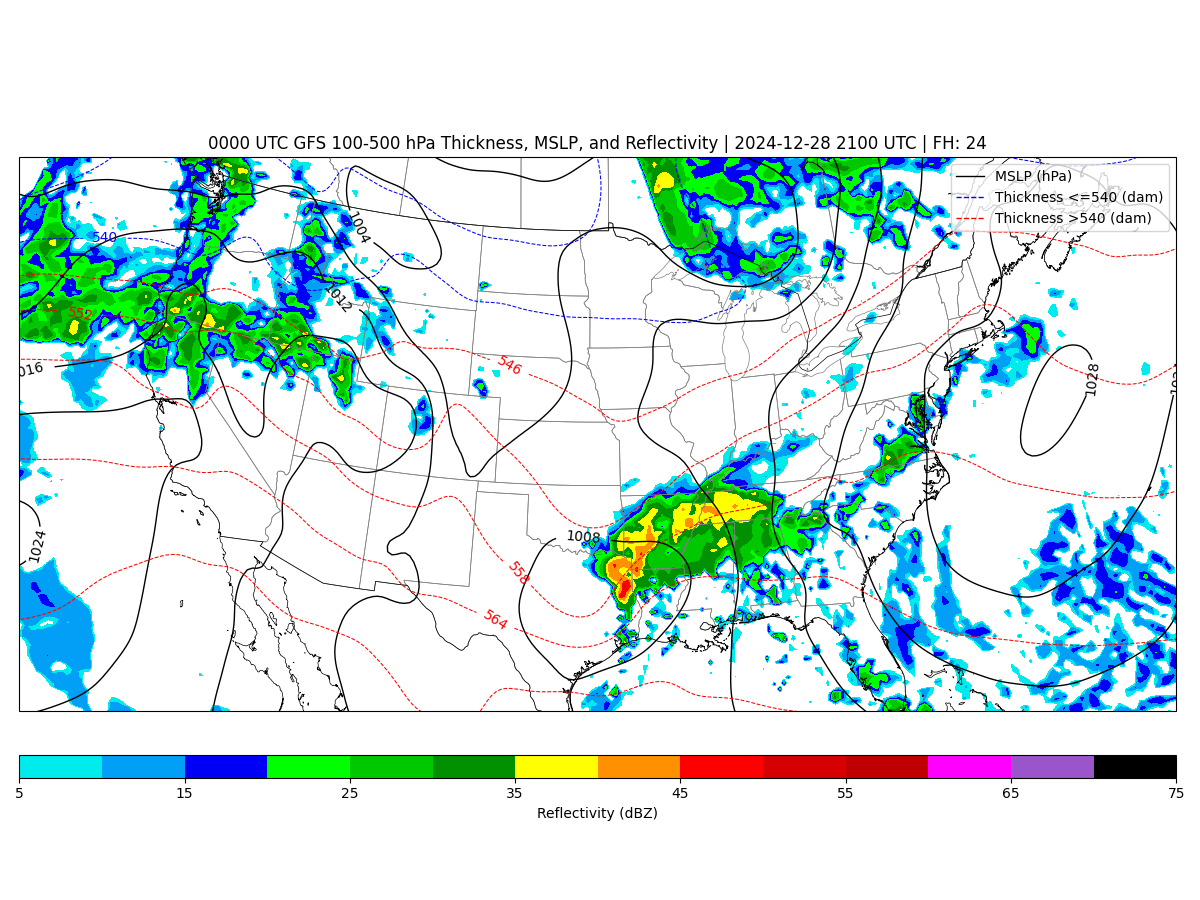 0000 UTC GFS 100-500 hPa Thickness, MSLP, and Reflectivity | 2024-12-28 2100 UTC | FH: 24
MSLP (hPa)
Thickness <=540 (dam)
Thickness >540 (dam)
1004
540
1012
552
016
546
1028
1008
1024
558
564
5 15 25 35 45 55 65 75
Reflectivity (dBZ)